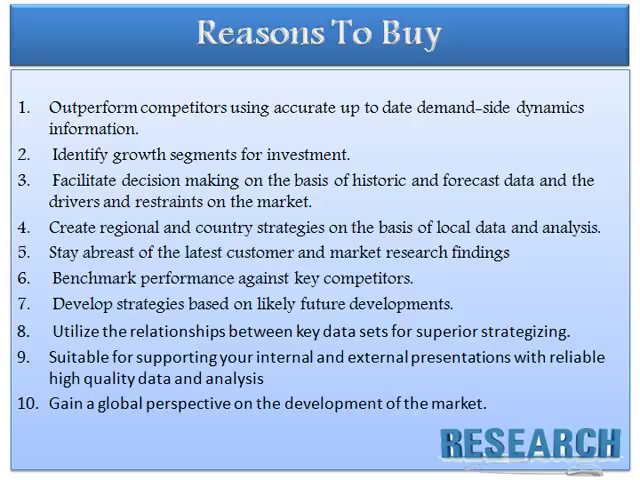 Reasons To Buy
1. Outperform competitors using accurate up to date demand-side dynamics
information.
2. Identify growth segments for investment.
3. Facilitate decision making on the basis of historic and forecast data and the
drivers and restraints on the market.
4. Create regional and country strategies on the basis of local data and analysis.
5. Stay abreast of the latest customer and market research findings
6. Benchmark performance against key competitors.
7. Develop strategies based on likely future developments.
8. Utilize the relationships between key data sets for superior strategizing.
9. Suitable for supporting your internal and external presentations with reliable
high quality data and analysis
10. Gain a global perspective on the development of the market.
RESEARCH